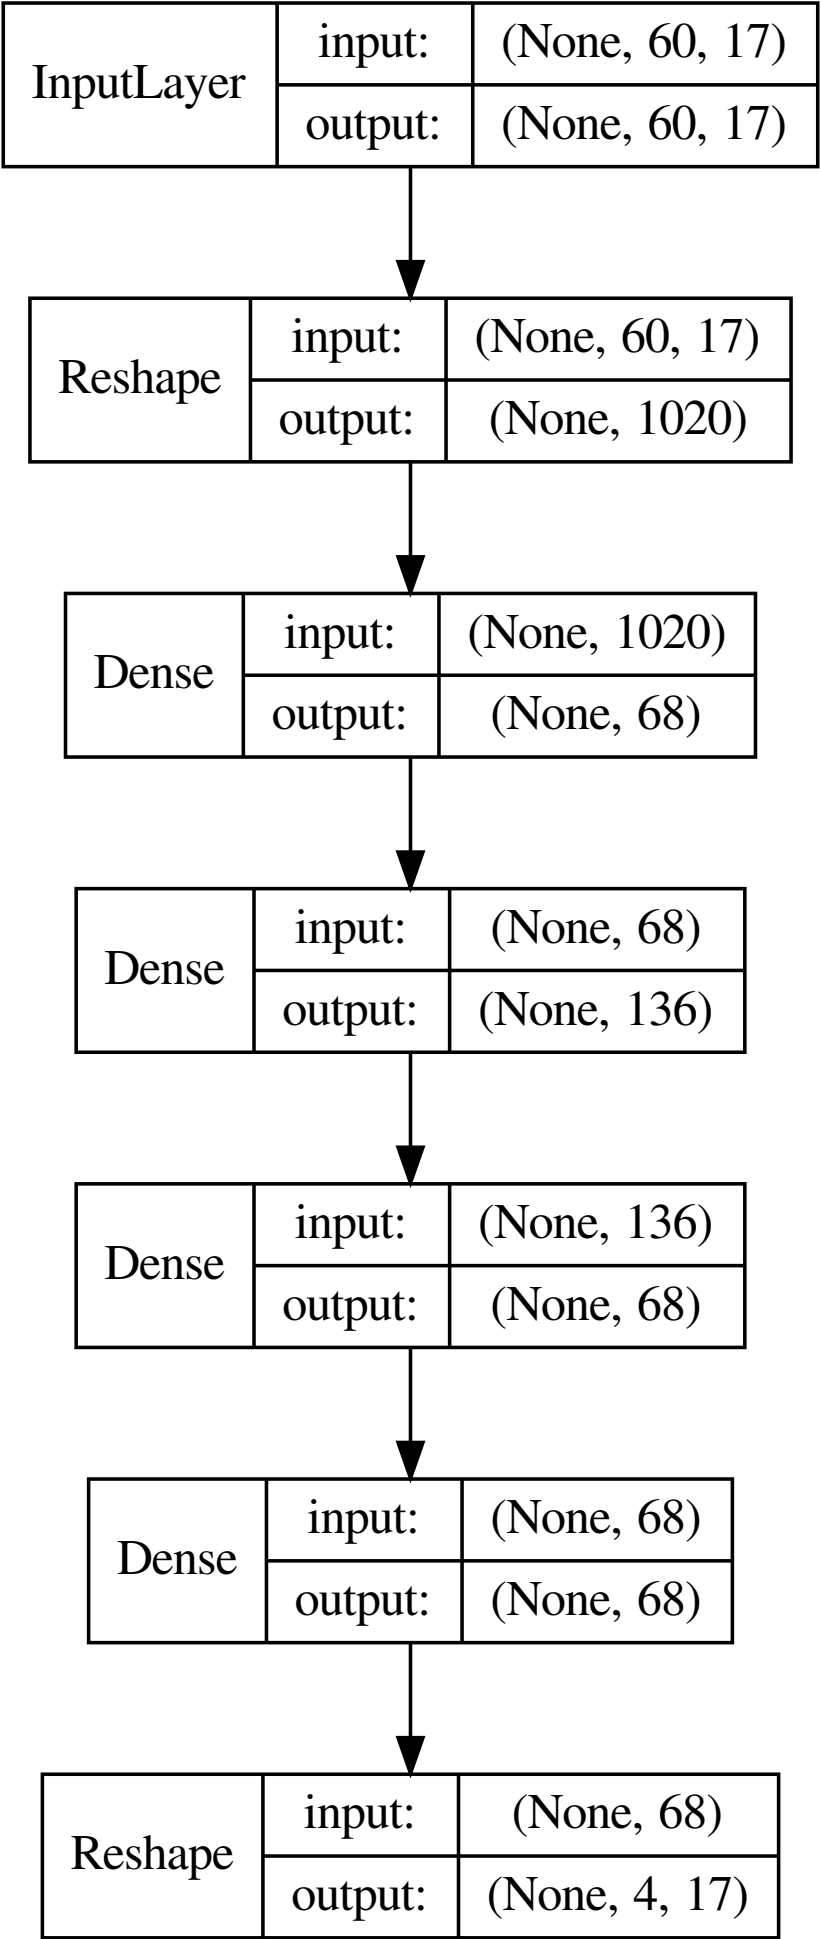 InputLayer
input: (None, 60, 17)
output: (None, 60, 17)
Reshape
input: (None, 60, 17)
output: (None, 1020)
Dense
input: (None, 1020)
output: (None, 68)
Dense
input: (None, 68)
output: (None, 136)
Dense
input: (None, 136)
output: (None, 68)
Dense
input: (None, 68)
output: (None, 68)
Reshape
input: (None, 68)
output: (None, 4, 17)